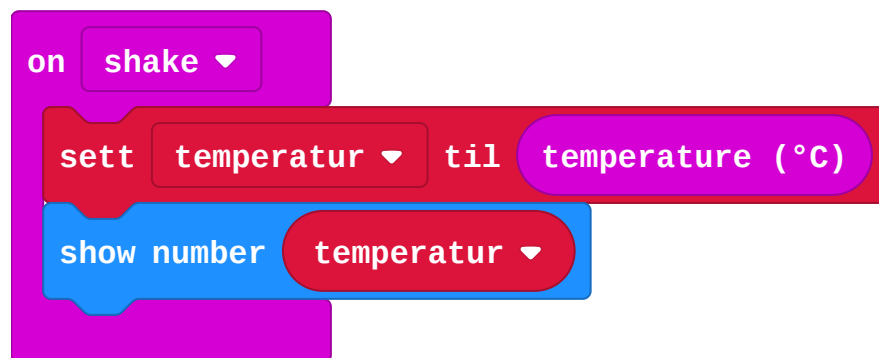 on shake
sett temperatur til temperature (°C)
show number temperatur